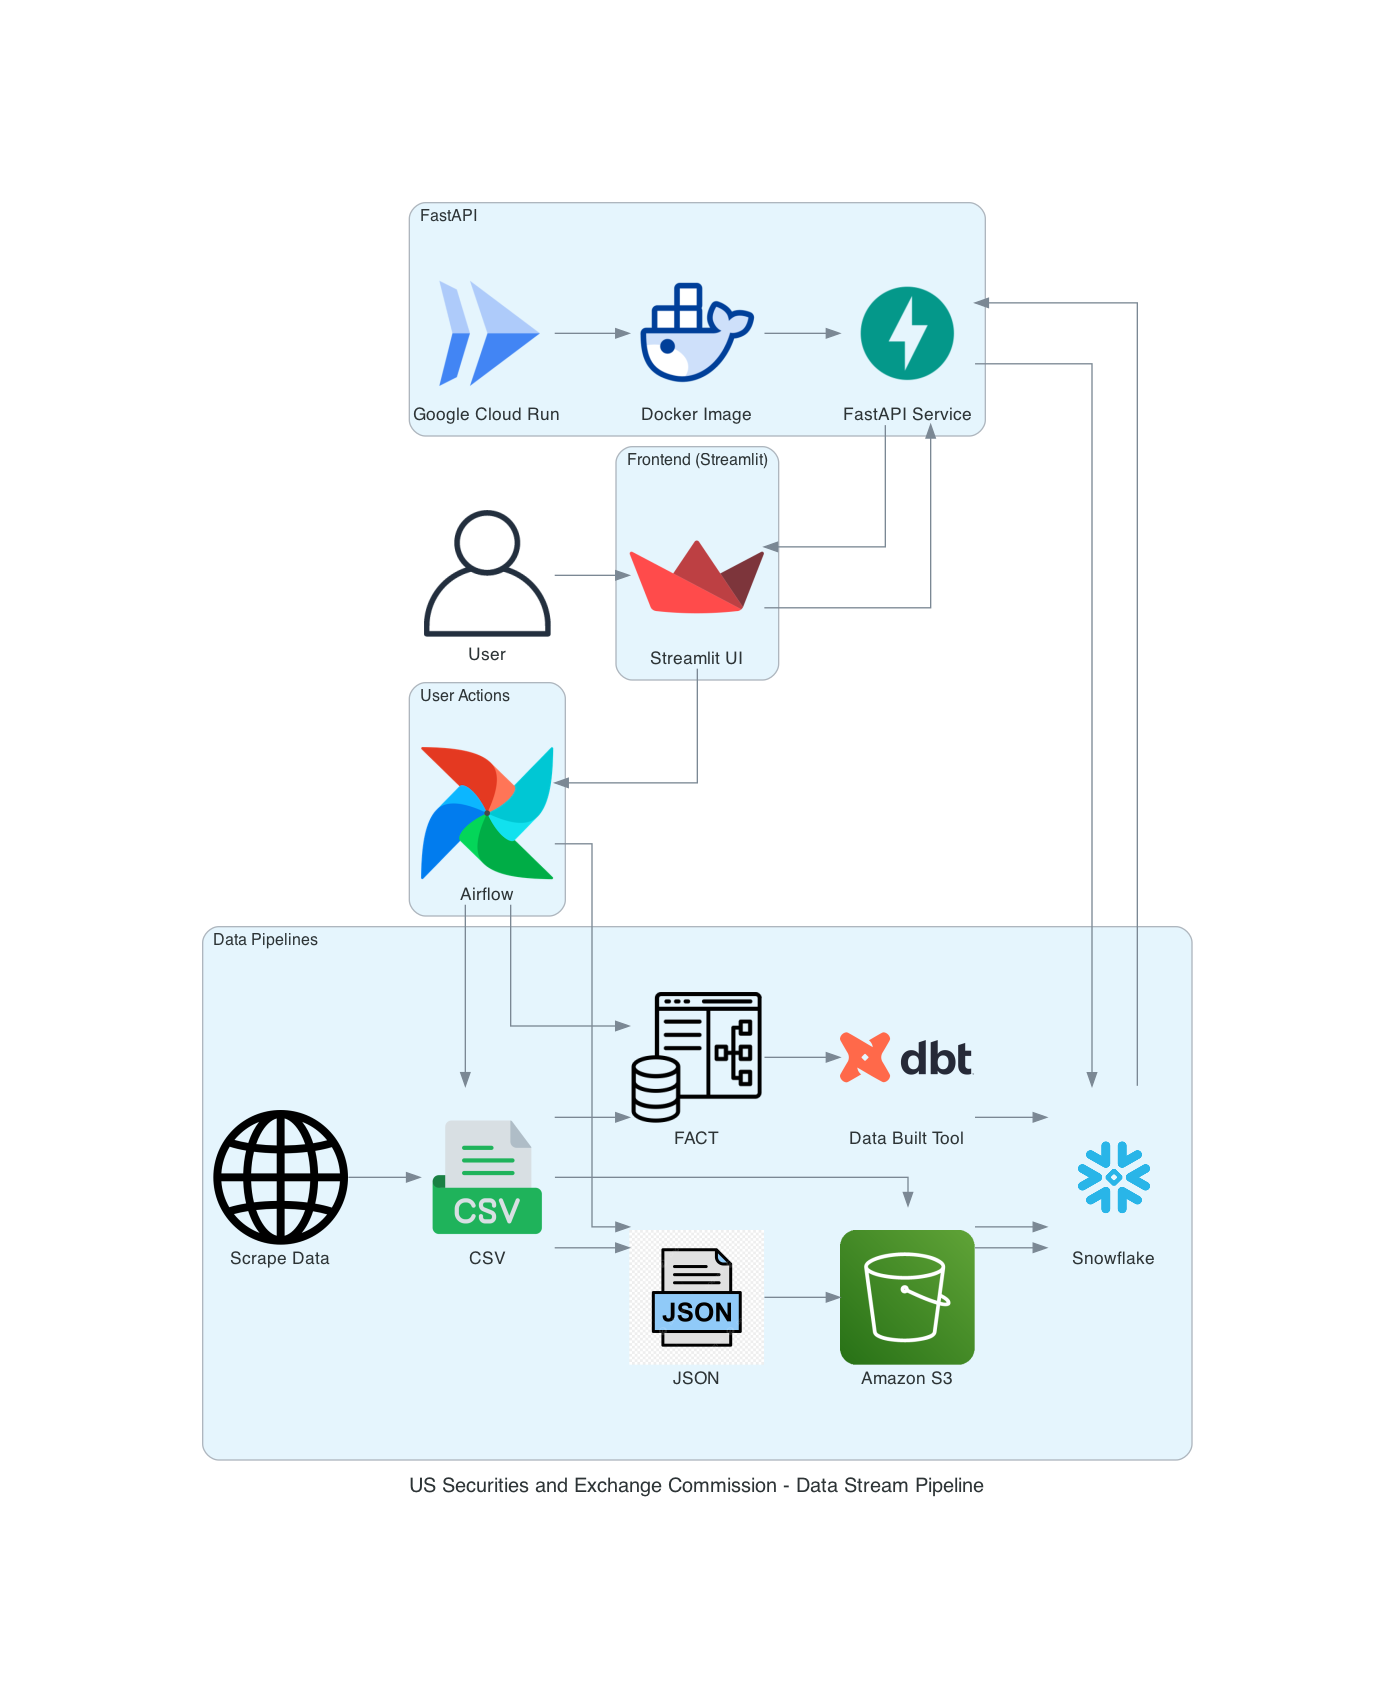 FastAPI
Google Cloud Run
Docker Image
FastAPI Service
Frontend (Streamlit)
User
Streamlit UI
User Actions
Airflow
Data Pipelines
FACT
dbt
Data Built Tool
Scrape Data
CSV
CSV
JSON
JSON
Amazon S3
Snowflake
US Securities and Exchange Commission - Data Stream Pipeline